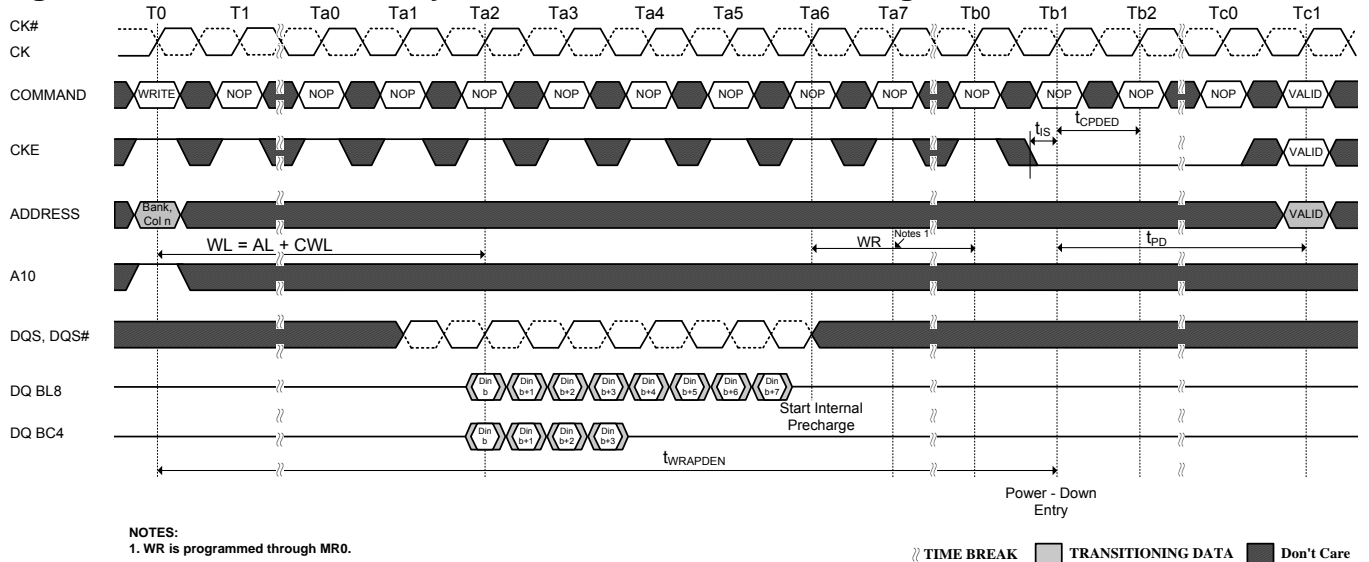 T0 T1 Ta0 Ta1 Ta2 Ta3 Ta4 Ta5 Ta6 Ta7 Tb0 Tb1 Tb2 Tc0 Tc1
CK#
CK
COMMAND WRITE NOP NOP NOP NOP NOP NOP NOP NOP NOP NOP NOP NOP NOP VALID
tIS tCPDED
CKE VALID
ADDRESS Bank, Col n VALID
WL = AL + CWL WR Notes 1 tPD
A10
DQS, DQS#
DQ BL8 Din b Din b+1 Din b+2 Din b+3 Din b+4 Din b+5 Din b+6 Din b+7
Start Internal
Precharge
DQ BC4 Din b Din b+1 Din b+2 Din b+3
tWRAPDEN
Power - Down
Entry
NOTES:
1. WR is programmed through MR0.
TIME BREAK TRANSITIONING DATA Don't Care